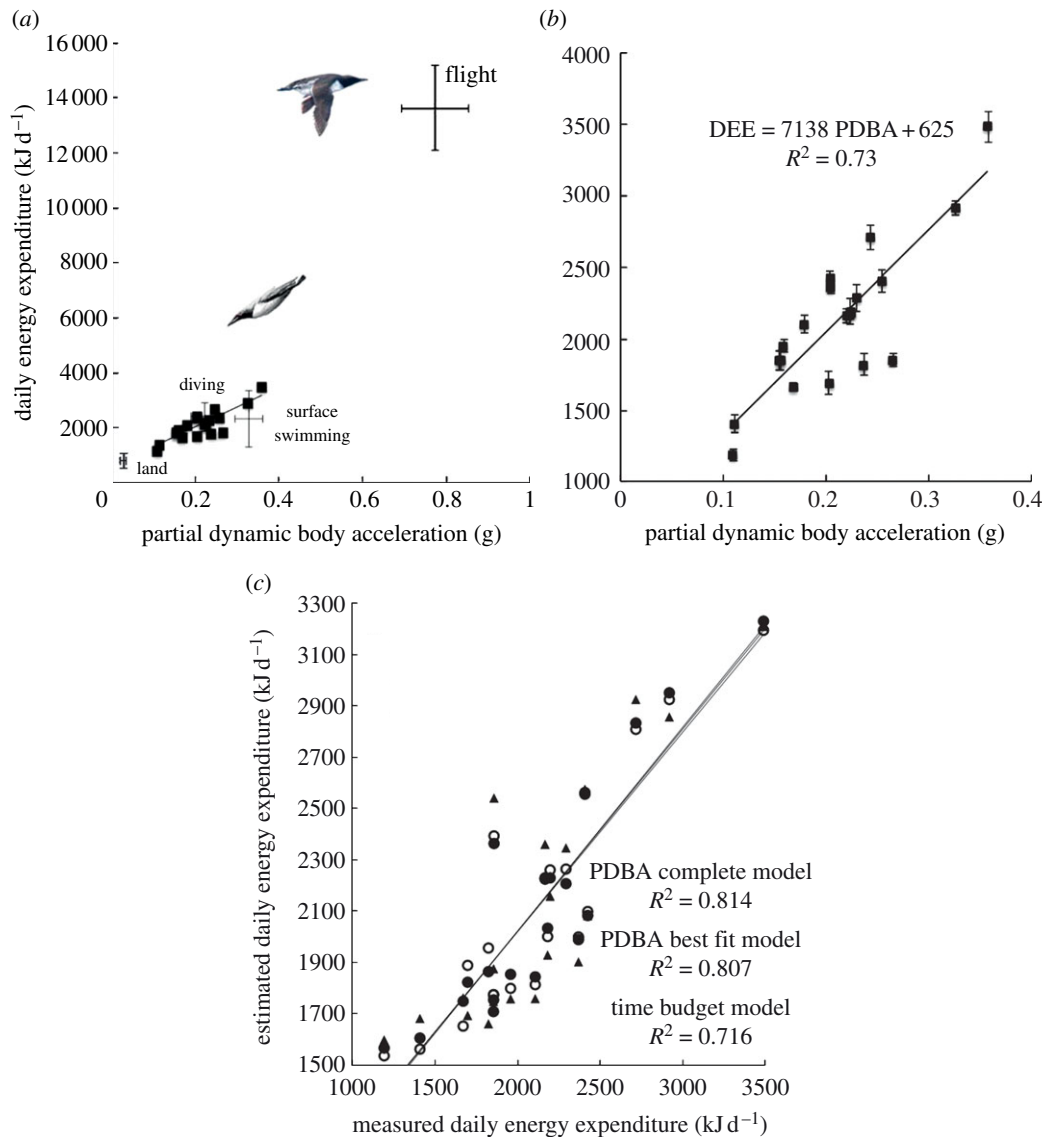 (a)
16 000
14 000
12 000
10 000
8000
6000
4000
2000
0
0.2
0.4
0.6
0.8
1
daily energy expenditure (kJ d⁻¹)
partial dynamic body acceleration (g)
flight
diving
surface
swimming
land
(b)
4000
3500
3000
2500
2000
1500
1000
0
0.1
0.2
0.3
0.4
DEE = 7138 PDBA + 625
R² = 0.73
partial dynamic body acceleration (g)
(c)
3300
3100
2900
2700
2500
2300
2100
1900
1700
1500
1000
1500
2000
2500
3000
3500
estimated daily energy expenditure (kJ d⁻¹)
PDBA complete model
R² = 0.814
PDBA best fit model
R² = 0.807
time budget model
R² = 0.716
measured daily energy expenditure (kJ d⁻¹)